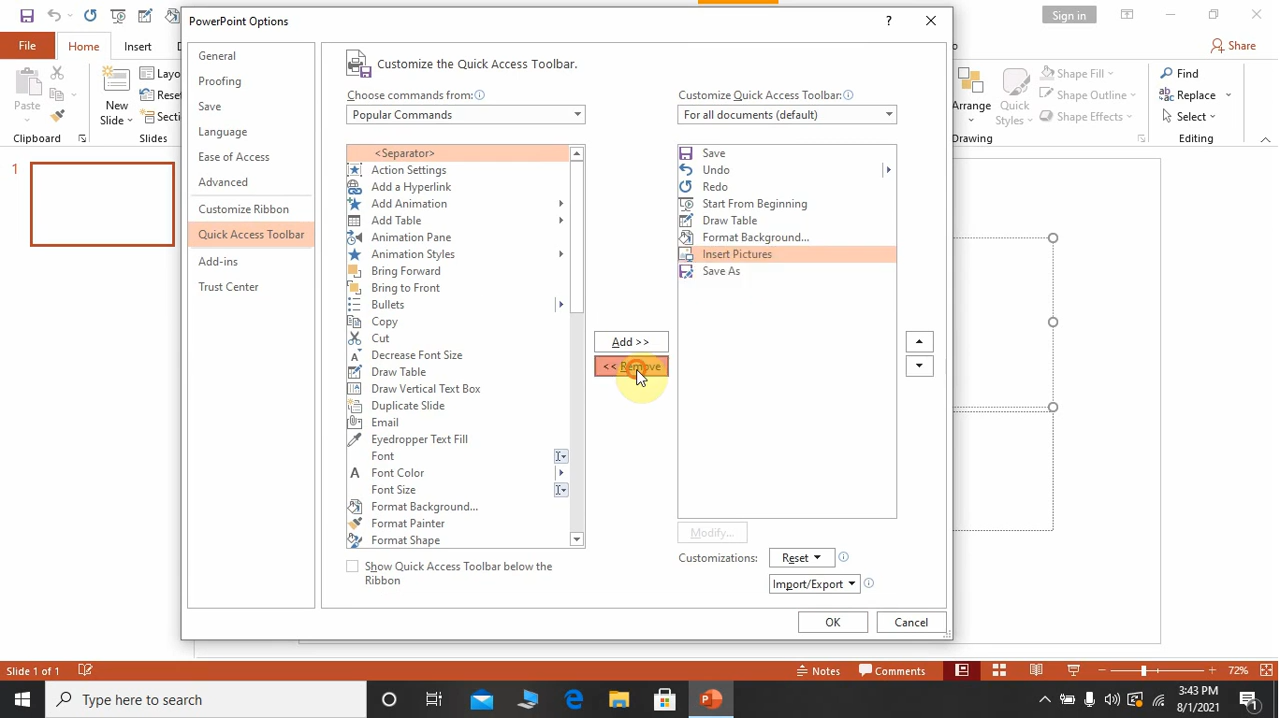 PowerPoint Options
?
Sign in
File
Home
Insert
Share
Paste
Clipboard
New
Slide
Layo
Reset
Secti
Slides
Arrange
Quick
Styles
Shape Fill
Shape Outline
Shape Effects
Drawing
Find
Replace
Select
Editing
1
General
Proofing
Save
Language
Ease of Access
Advanced
Customize Ribbon
Quick Access Toolbar
Add-ins
Trust Center
Customize the Quick Access Toolbar.
Choose commands from:
Popular Commands
<Separator>
Action Settings
Add a Hyperlink
Add Animation
Add Table
Animation Pane
Animation Styles
Bring Forward
Bring to Front
Bullets
Copy
Cut
Decrease Font Size
Draw Table
Draw Vertical Text Box
Duplicate Slide
Email
Eyedropper Text Fill
Font
Font Color
Font Size
Format Background...
Format Painter
Format Shape
Show Quick Access Toolbar below the
Ribbon
Add >>
<< Remove
Customize Quick Access Toolbar:
For all documents (default)
Save
Undo
Redo
Start From Beginning
Draw Table
Format Background...
Insert Pictures
Save As
Modify...
Customizations:
Reset
Import/Export
OK
Cancel
Slide 1 of 1
Notes
Comments
72%
Type here to search
3:43 PM
8/1/2021
1